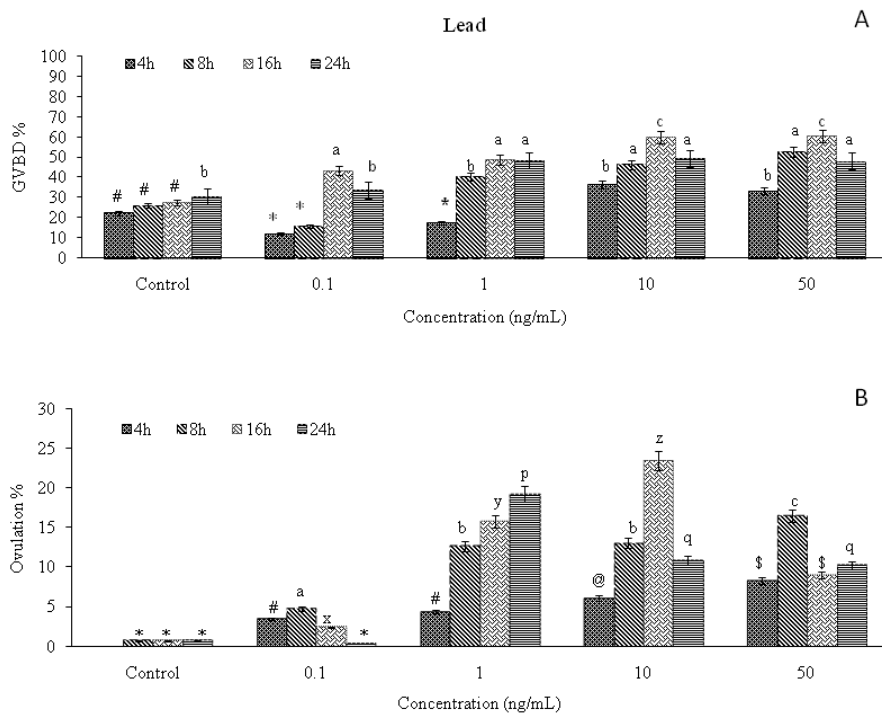 Lead
A
100
90
80
70
60
50
40
30
20
10
0
GVBD %
4h 8h 16h 24h
# # # b
* * a b
* b a a
b a c a
b a c a
Control 0.1 1 10 50
Concentration (ng/mL)
B
30
25
20
15
10
5
0
Ovulation %
4h 8h 16h 24h
* * *
# a x *
# b y p
@ b z q
$ c $ q
Control 0.1 1 10 50
Concentration (ng/mL)